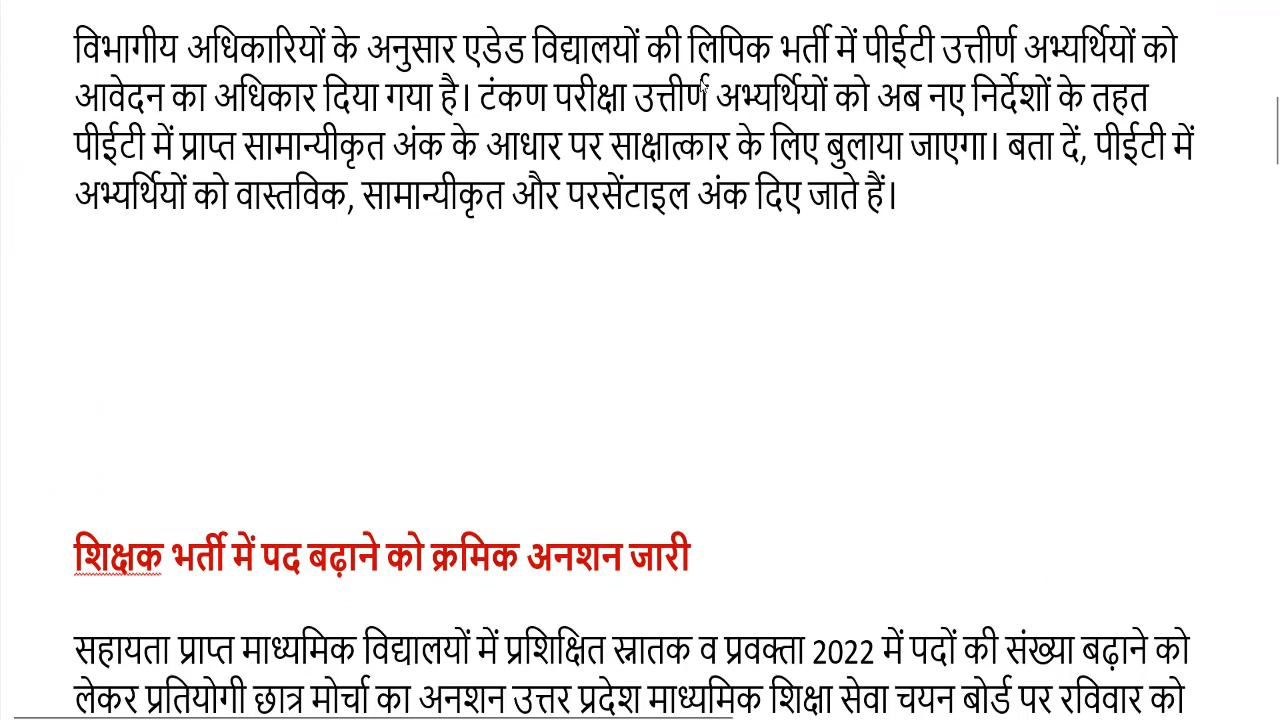 विभागीय अधिकारियों के अनुसार एडेड विद्यालयों की लिपिक भर्ती में पीईटी उत्तीर्ण अभ्यर्थियों को
आवेदन का अधिकार दिया गया है। टंकण परीक्षा उत्तीर्ण अभ्यर्थियों को अब नए निर्देशों के तहत
पीईटी में प्राप्त सामान्यीकृत अंक के आधार पर साक्षात्कार के लिए बुलाया जाएगा। बता दें, पीईटी में
अभ्यर्थियों को वास्तविक, सामान्यीकृत और परसेंटाइल अंक दिए जाते हैं।
शिक्षक भर्ती में पद बढ़ाने को क्रमिक अनशन जारी
सहायता प्राप्त माध्यमिक विद्यालयों में प्रशिक्षित स्नातक व प्रवक्ता 2022 में पदों की संख्या बढ़ाने को
लेकर प्रतियोगी छात्र मोर्चा का अनशन उत्तर प्रदेश माध्यमिक शिक्षा सेवा चयन बोर्ड पर रविवार को